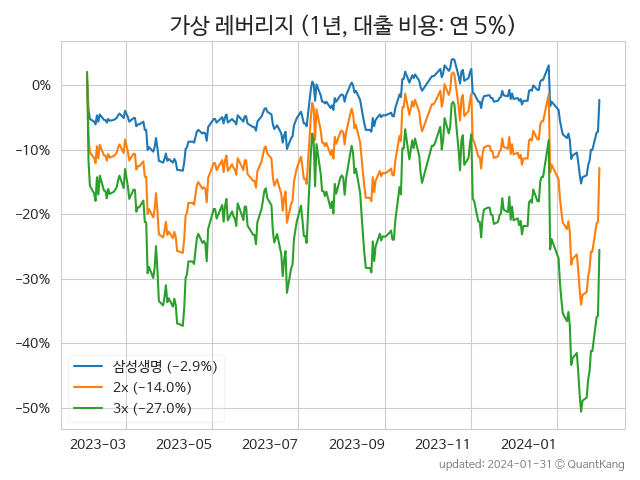 가상 레버리지 (1년, 대출 비용: 연 5%)
0%
−10%
−20%
−30%
−40%
−50%
삼성생명 (−2.9%)
2x (−14.0%)
3x (−27.0%)
2023-03 2023-05 2023-07 2023-09 2023-11 2024-01
updated: 2024-01-31 © QuantKang